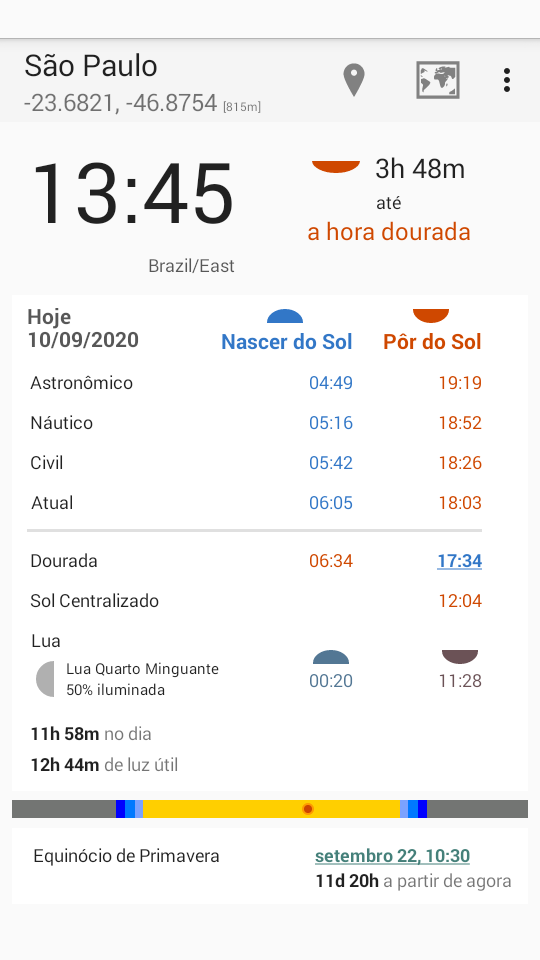 São Paulo
-23.6821, -46.8754 [815m]
13:45
Brazil/East
3h 48m
até
a hora dourada
Hoje
10/09/2020
Nascer do Sol
Pôr do Sol
Astronômico 04:49 19:19
Náutico 05:16 18:52
Civil 05:42 18:26
Atual 06:05 18:03
Dourada 06:34 17:34
Sol Centralizado 12:04
Lua
Lua Quarto Minguante
50% iluminada
00:20 11:28
11h 58m no dia
12h 44m de luz útil
Equinócio de Primavera setembro 22, 10:30
11d 20h a partir de agora